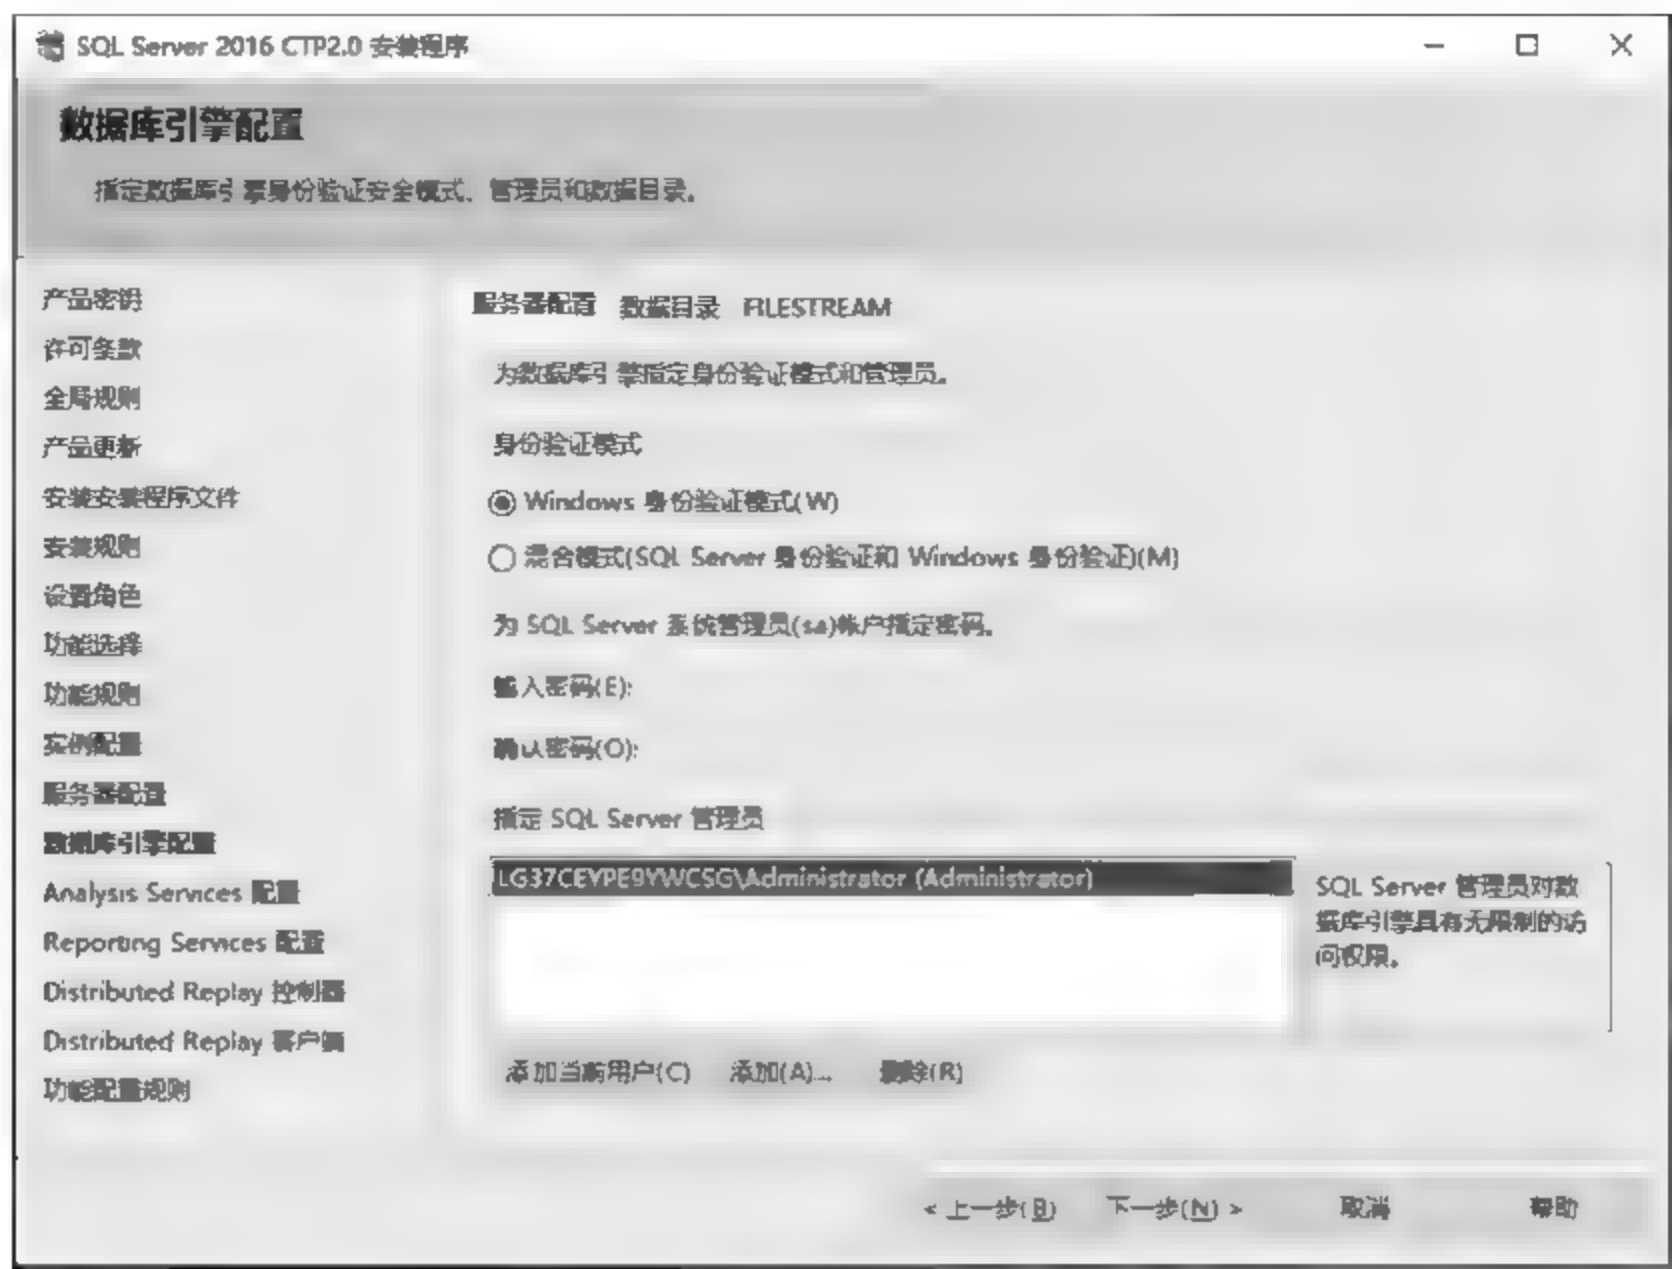 SQL Server 2016 CTP2.0 安装程序
数据库引擎配置
指定数据库引擎身份验证安全模式、管理员和数据目录。
产品密钥
许可条款
全局规则
产品更新
安装安装程序文件
安装规则
设置角色
功能选择
功能规则
实例配置
服务器配置
数据库引擎配置
Analysis Services 配置
Reporting Services 配置
Distributed Replay 控制器
Distributed Replay 客户端
功能配置规则
服务器配置 数据目录 FILESTREAM
为数据库引擎指定身份验证模式和管理员。
身份验证模式
Windows 身份验证模式(W)
混合模式(SQL Server 身份验证和 Windows 身份验证)(M)
为 SQL Server 系统管理员(sa)帐户指定密码。
输入密码(E):
确认密码(O):
指定 SQL Server 管理员
LG37CEYPE9YWCSG\Administrator (Administrator)
SQL Server 管理员对数
据库引擎具有无限制的访
问权限。
添加当前用户(C) 添加(A)... 删除(R)
< 上一步(B) 下一步(N) > 取消 帮助